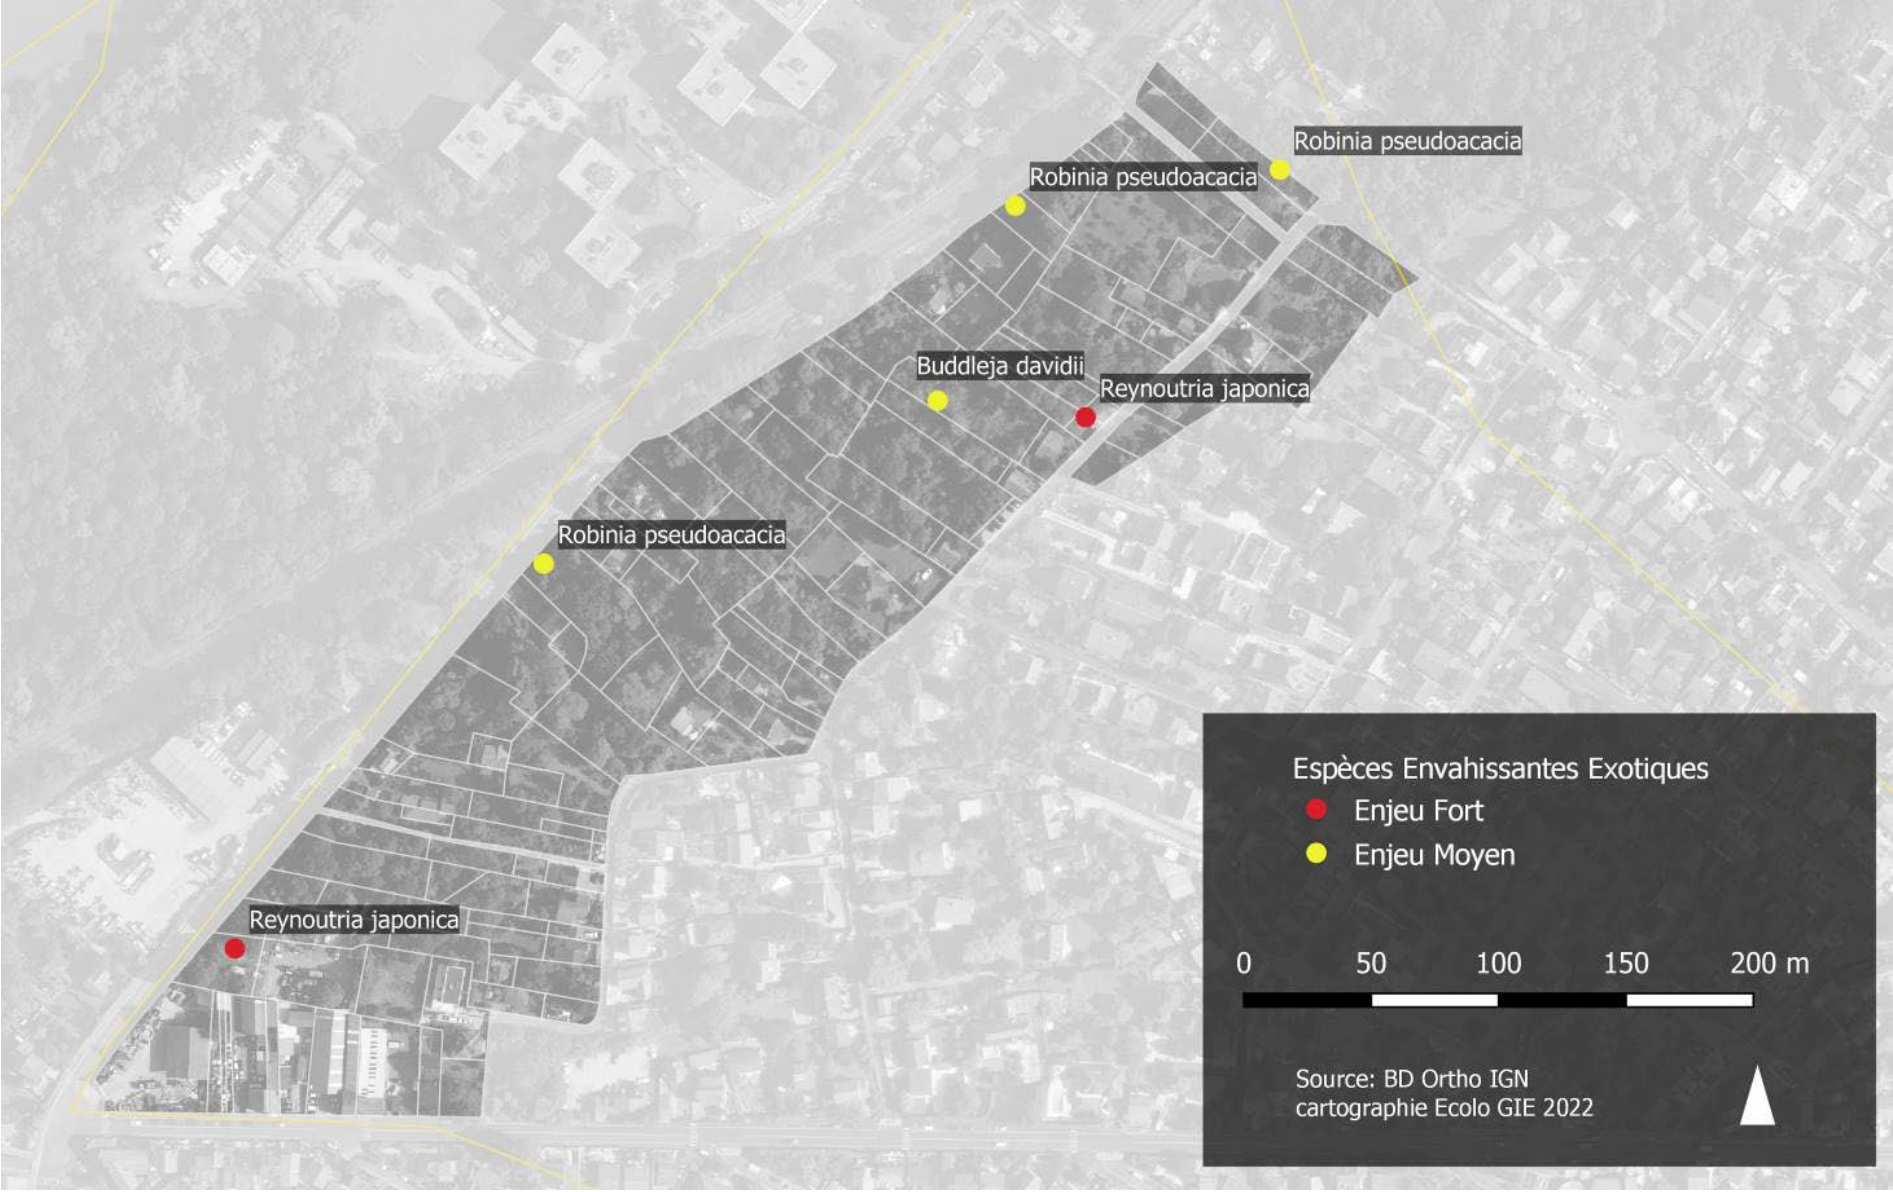 Robinia pseudoacacia
Robinia pseudoacacia
Buddleja davidii
Reynoutria japonica
Robinia pseudoacacia
Reynoutria japonica
Espèces Envahissantes Exotiques
Enjeu Fort
Enjeu Moyen
0 50 100 150 200 m
Source: BD Ortho IGN
cartographie Ecolo GIE 2022